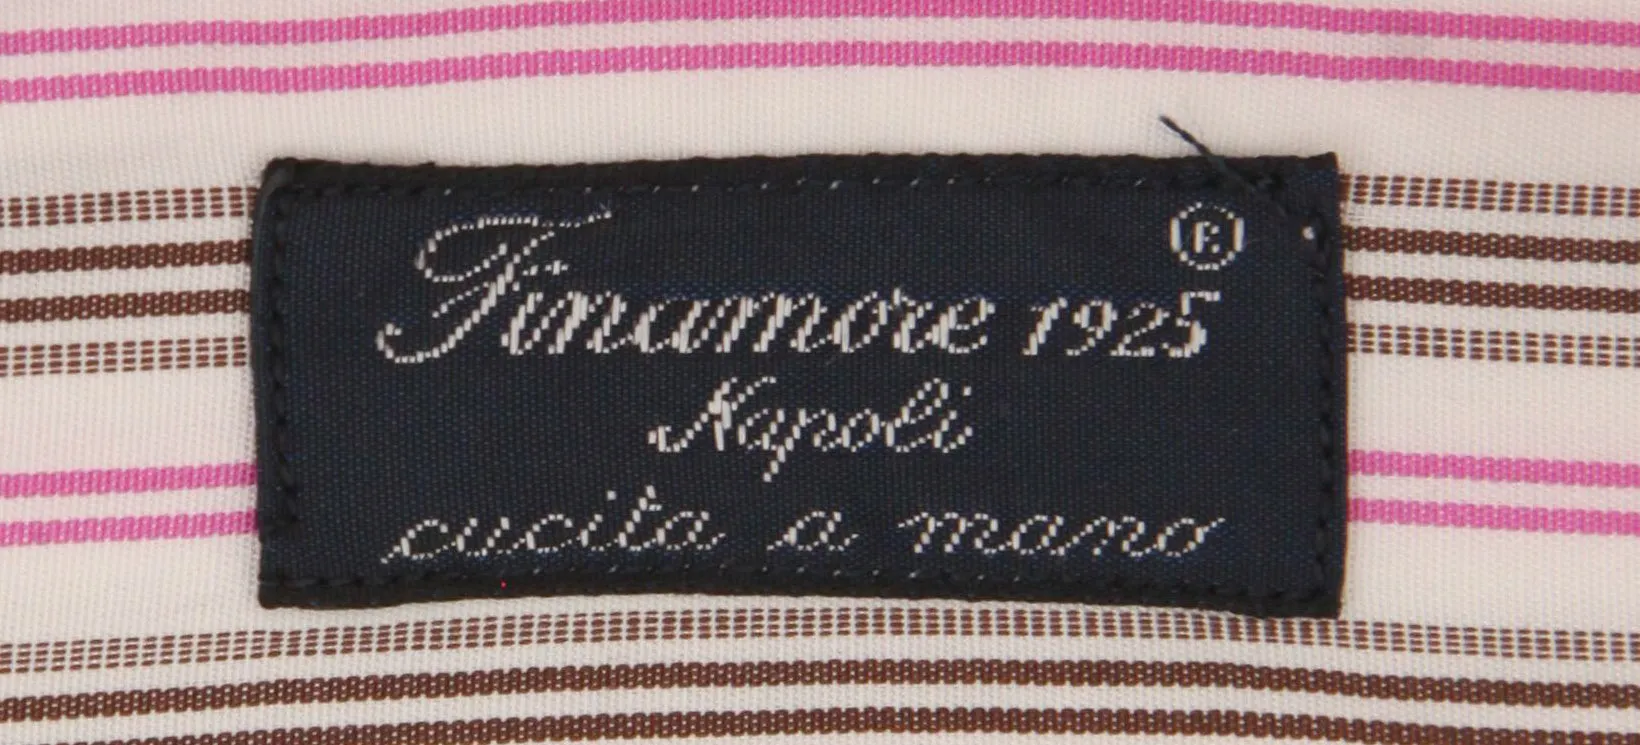 Finamore 1925 ®
Napoli
cucita a mano